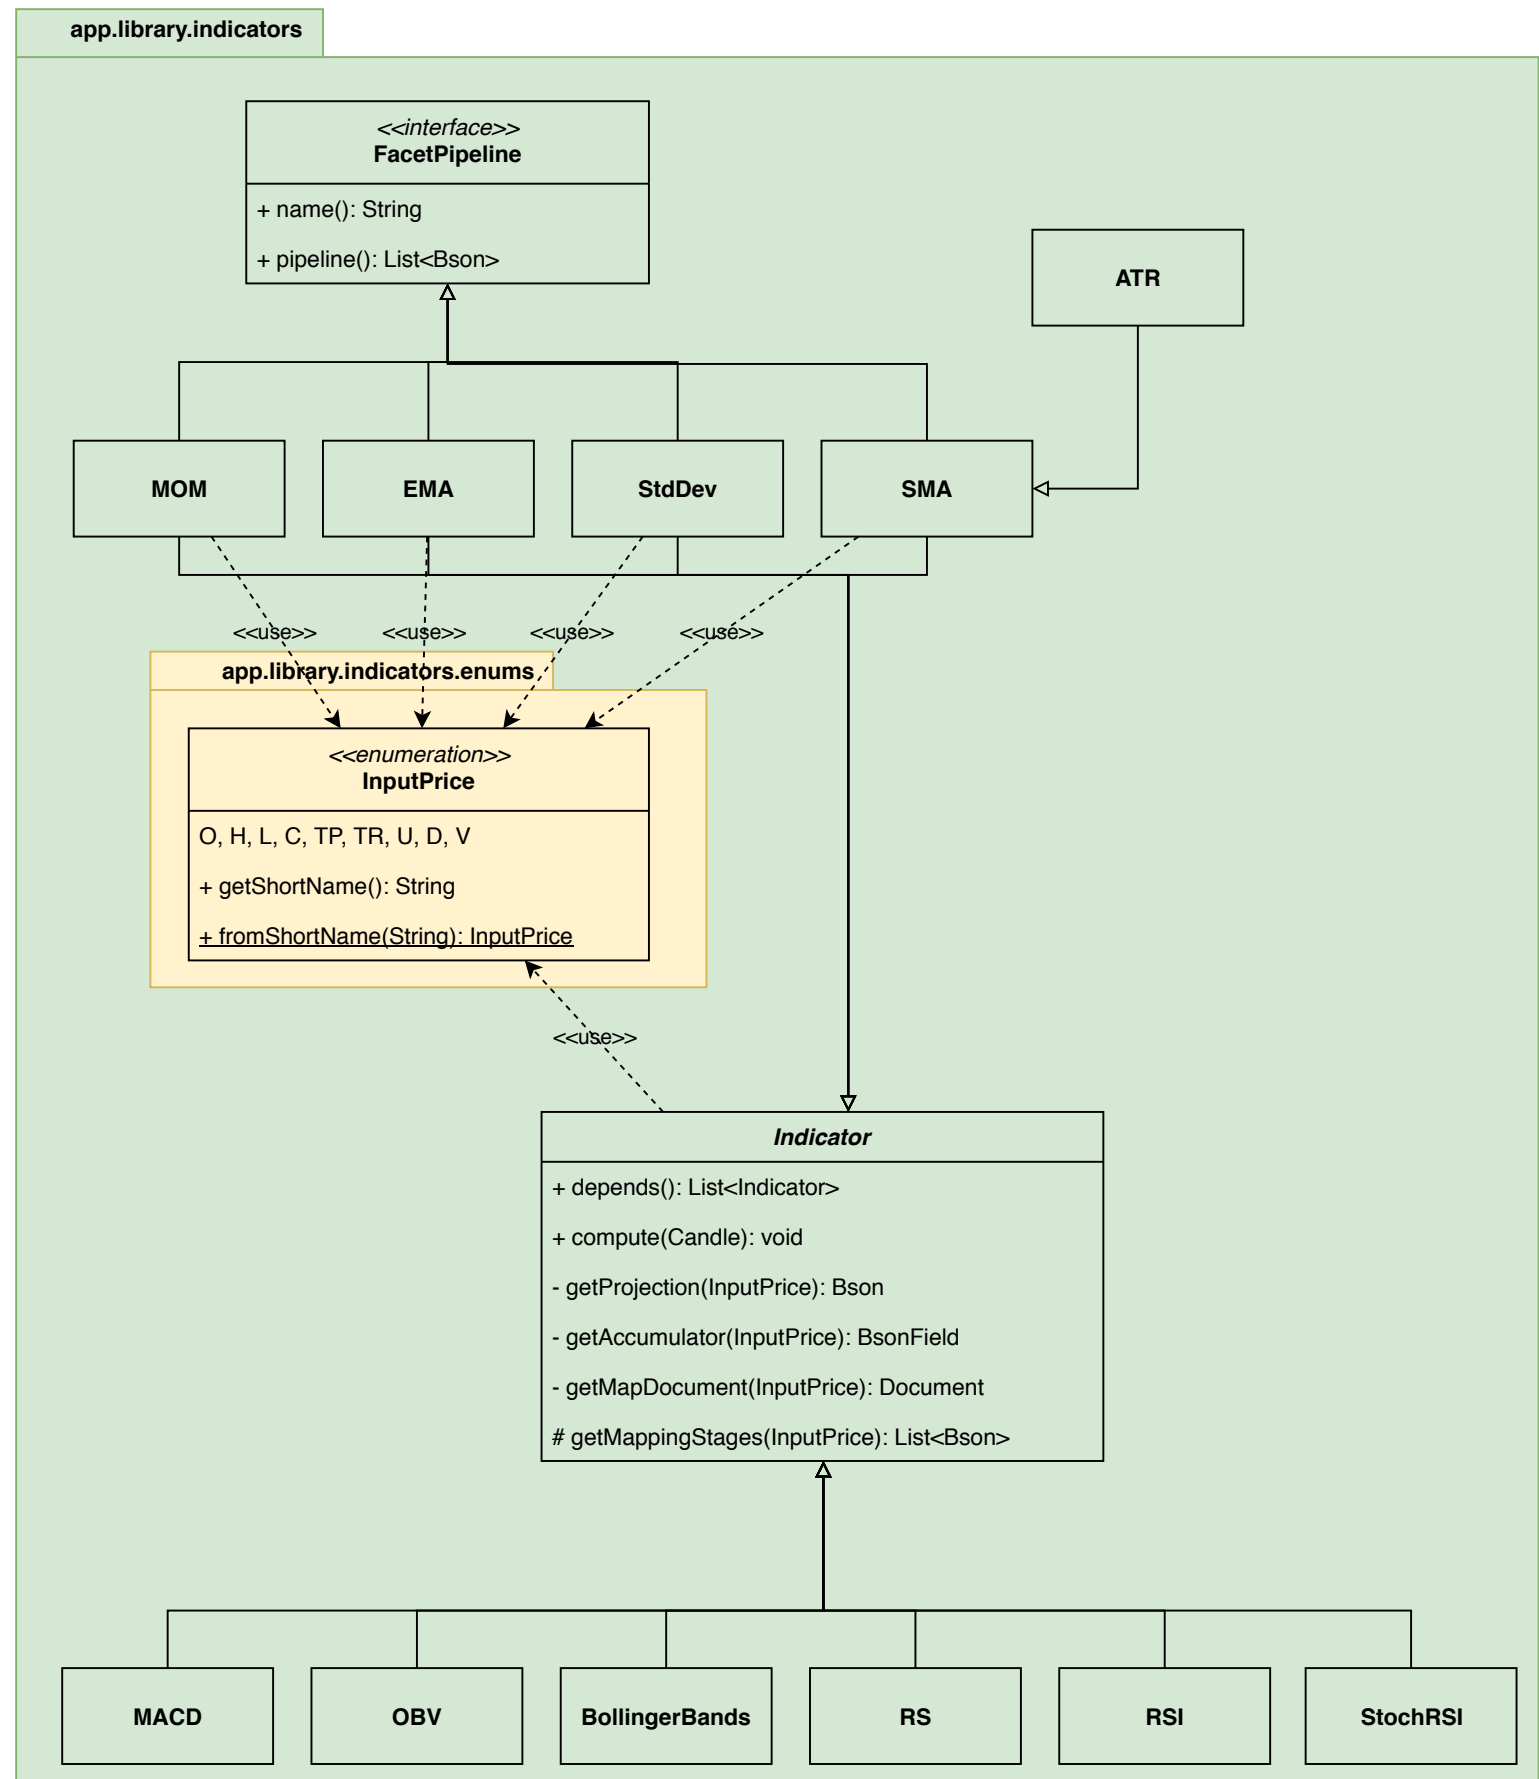 app.library.indicators
<<interface>>
FacetPipeline
+ name(): String
+ pipeline(): List<Bson>
ATR
MOM
EMA
StdDev
SMA
<<use>>
<<use>>
<<use>>
<<use>>
app.library.indicators.enums
<<enumeration>>
InputPrice
O, H, L, C, TP, TR, U, D, V
+ getShortName(): String
+ fromShortName(String): InputPrice
<<use>>
Indicator
+ depends(): List<Indicator>
+ compute(Candle): void
- getProjection(InputPrice): Bson
- getAccumulator(InputPrice): BsonField
- getMapDocument(InputPrice): Document
# getMappingStages(InputPrice): List<Bson>
MACD
OBV
BollingerBands
RS
RSI
StochRSI